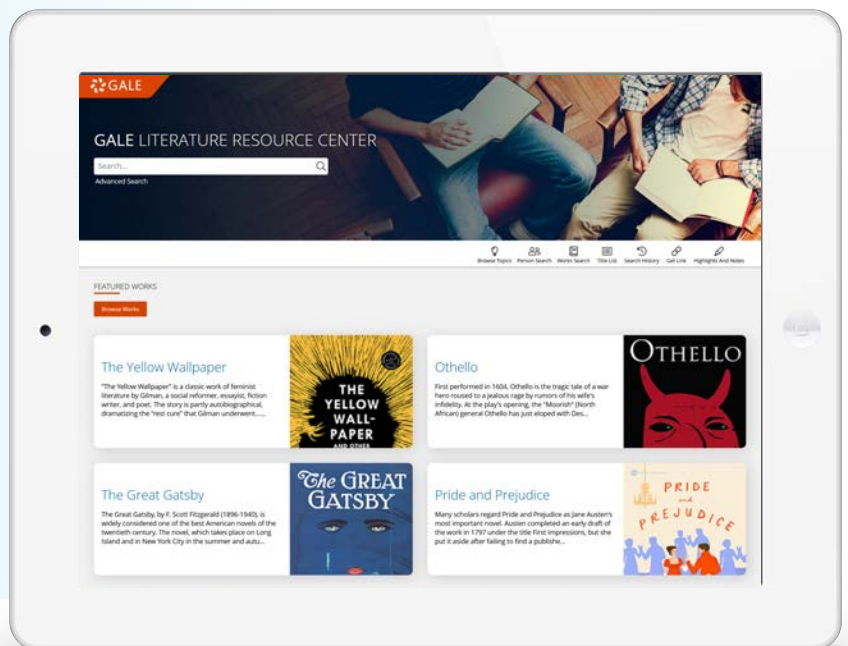 GALE
GALE LITERATURE RESOURCE CENTER
Search...
Advanced Search
Browse Topics Person Search Works Search Title List Search History Get Link Highlights And Notes
FEATURED WORKS
Browse Works
The Yellow Wallpaper
"The Yellow Wallpaper" is a classic work of feminist
literature by Gilman, a social reformer, essayist, fiction
writer, and poet. The story is partly autobiographical,
dramatizing the "rest cure" that Gilman underwent......
THE
YELLOW
WALL-
PAPER
AND OTHER
Othello
First performed in 1604, Othello is the tragic tale of a war
hero roused to a jealous rage by rumors of his wife's
infidelity. At the play's opening, the "Moorish" (North
African) general Othello has just eloped with Des...
OTHELLO
The Great Gatsby
The Great Gatsby, by F. Scott Fitzgerald (1896-1940), is
widely considered one of the best American novels of the
twentieth century. The novel, which takes place on Long
Island and in New York City in the summer and autu...
The GREAT
GATSBY
Pride and Prejudice
Many scholars regard Pride and Prejudice as Jane Austen's
most important novel. Austen completed an early draft of
the work in 1797 under the title First Impressions, but she
put it aside after failing to find a publishe...
PRIDE
and
PREJUDICE